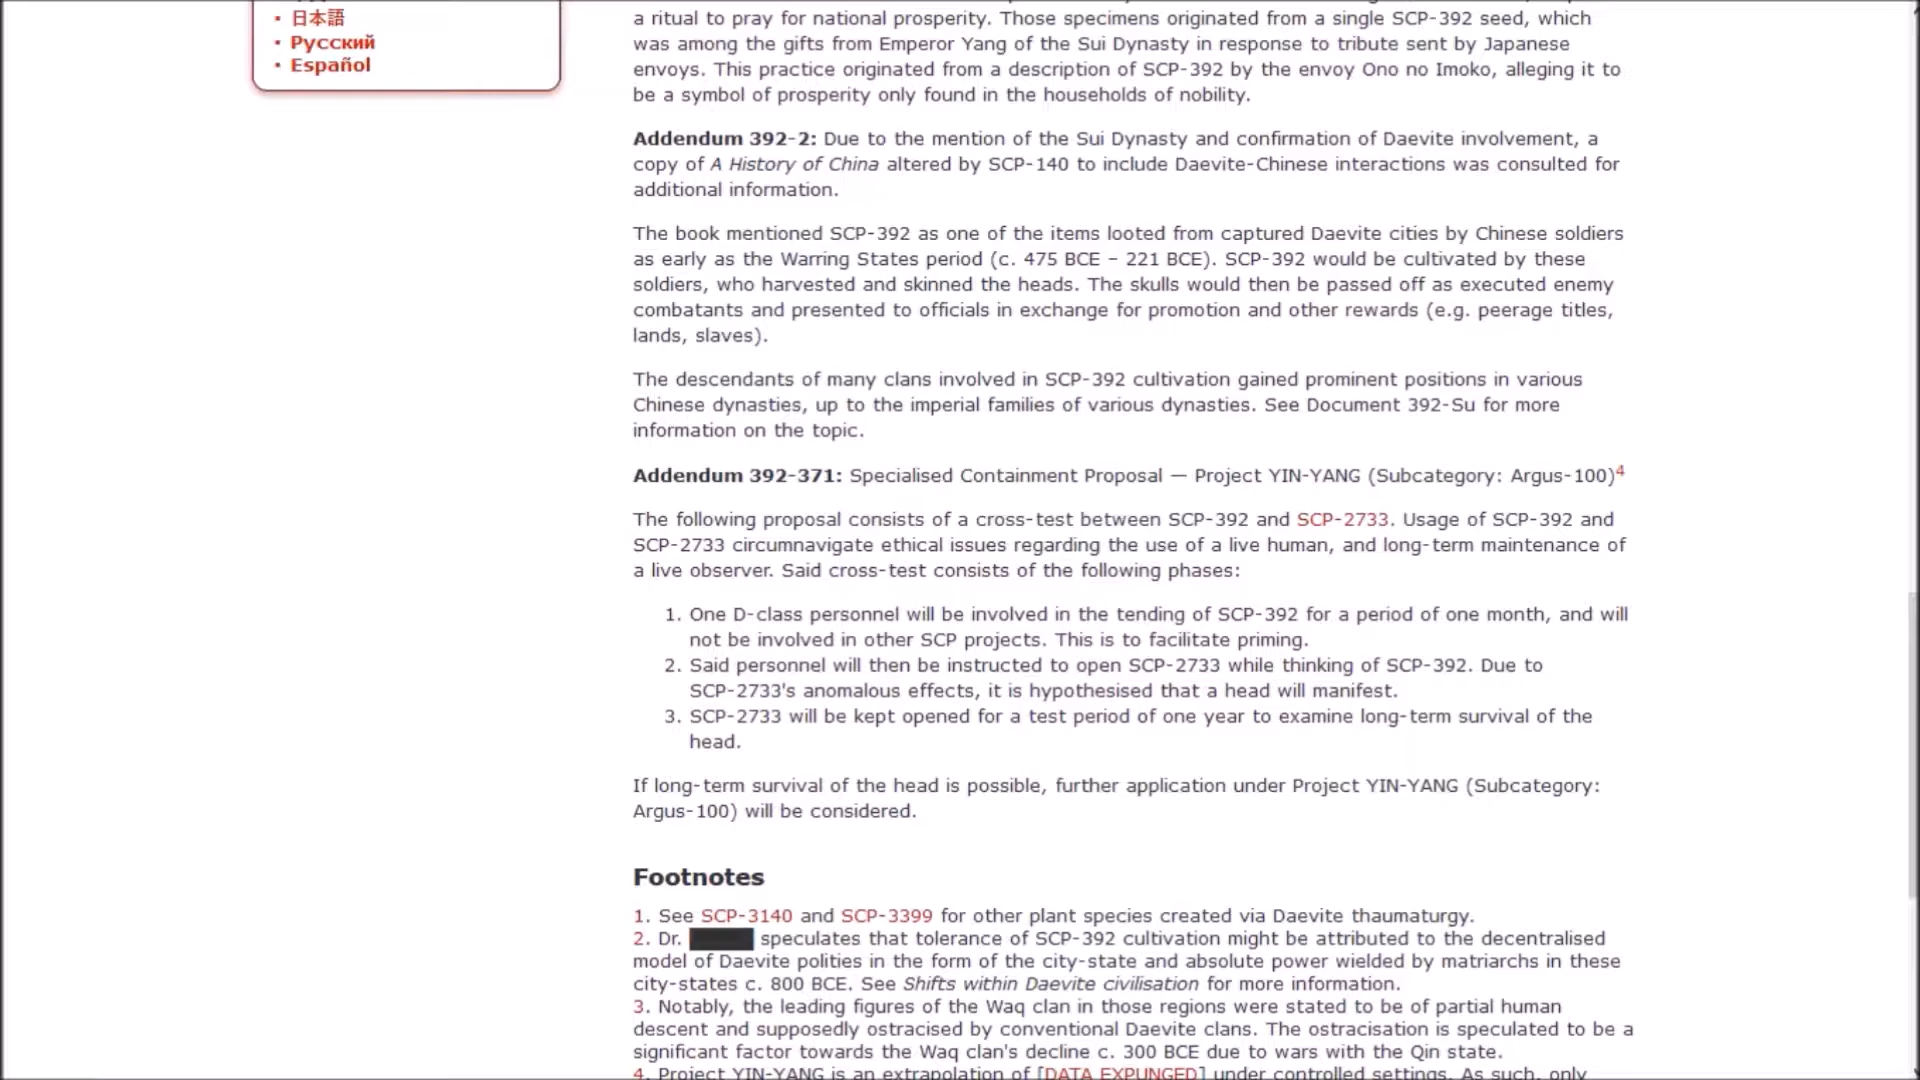 日本語
Русский
Español
a ritual to pray for national prosperity. Those specimens originated from a single SCP-392 seed, which
was among the gifts from Emperor Yang of the Sui Dynasty in response to tribute sent by Japanese
envoys. This practice originated from a description of SCP-392 by the envoy Ono no Imoko, alleging it to
be a symbol of prosperity only found in the households of nobility.
Addendum 392-2: Due to the mention of the Sui Dynasty and confirmation of Daevite involvement, a
copy of A History of China altered by SCP-140 to include Daevite-Chinese interactions was consulted for
additional information.
The book mentioned SCP-392 as one of the items looted from captured Daevite cities by Chinese soldiers
as early as the Warring States period (c. 475 BCE – 221 BCE). SCP-392 would be cultivated by these
soldiers, who harvested and skinned the heads. The skulls would then be passed off as executed enemy
combatants and presented to officials in exchange for promotion and other rewards (e.g. peerage titles,
lands, slaves).
The descendants of many clans involved in SCP-392 cultivation gained prominent positions in various
Chinese dynasties, up to the imperial families of various dynasties. See Document 392-Su for more
information on the topic.
Addendum 392-371: Specialised Containment Proposal — Project YIN-YANG (Subcategory: Argus-100)4
The following proposal consists of a cross-test between SCP-392 and SCP-2733. Usage of SCP-392 and
SCP-2733 circumnavigate ethical issues regarding the use of a live human, and long-term maintenance of
a live observer. Said cross-test consists of the following phases:
1. One D-class personnel will be involved in the tending of SCP-392 for a period of one month, and will
not be involved in other SCP projects. This is to facilitate priming.
2. Said personnel will then be instructed to open SCP-2733 while thinking of SCP-392. Due to
SCP-2733's anomalous effects, it is hypothesised that a head will manifest.
3. SCP-2733 will be kept opened for a test period of one year to examine long-term survival of the
head.
If long-term survival of the head is possible, further application under Project YIN-YANG (Subcategory:
Argus-100) will be considered.
Footnotes
1. See SCP-3140 and SCP-3399 for other plant species created via Daevite thaumaturgy.
2. Dr. speculates that tolerance of SCP-392 cultivation might be attributed to the decentralised
model of Daevite polities in the form of the city-state and absolute power wielded by matriarchs in these
city-states c. 800 BCE. See Shifts within Daevite civilisation for more information.
3. Notably, the leading figures of the Waq clan in those regions were stated to be of partial human
descent and supposedly ostracised by conventional Daevite clans. The ostracisation is speculated to be a
significant factor towards the Waq clan's decline c. 300 BCE due to wars with the Qin state.
4. Project YIN-YANG is an extrapolation of [DATA EXPUNGED] under controlled settings. As such, only